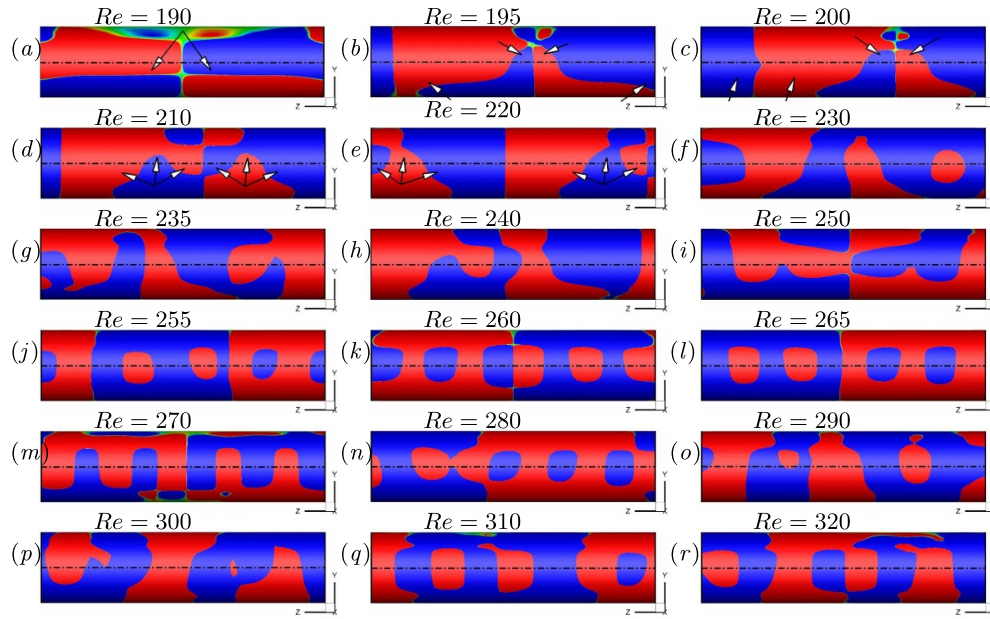 Re = 190 Re = 195 Re = 200
(a) (b) (c)
Y Y Y
Z X Z X Z X
Re = 210 Re = 220 Re = 230
(d) (e) (f)
Y Y Y
Z X Z X Z X
Re = 235 Re = 240 Re = 250
(g) (h) (i)
Y Y Y
Z X Z X Z X
Re = 255 Re = 260 Re = 265
(j) (k) (l)
Y Y Y
Z X Z X Z X
Re = 270 Re = 280 Re = 290
(m) (n) (o)
Y Y Y
Z X Z X Z X
Re = 300 Re = 310 Re = 320
(p) (q) (r)
Y Y Y
Z X Z X Z X